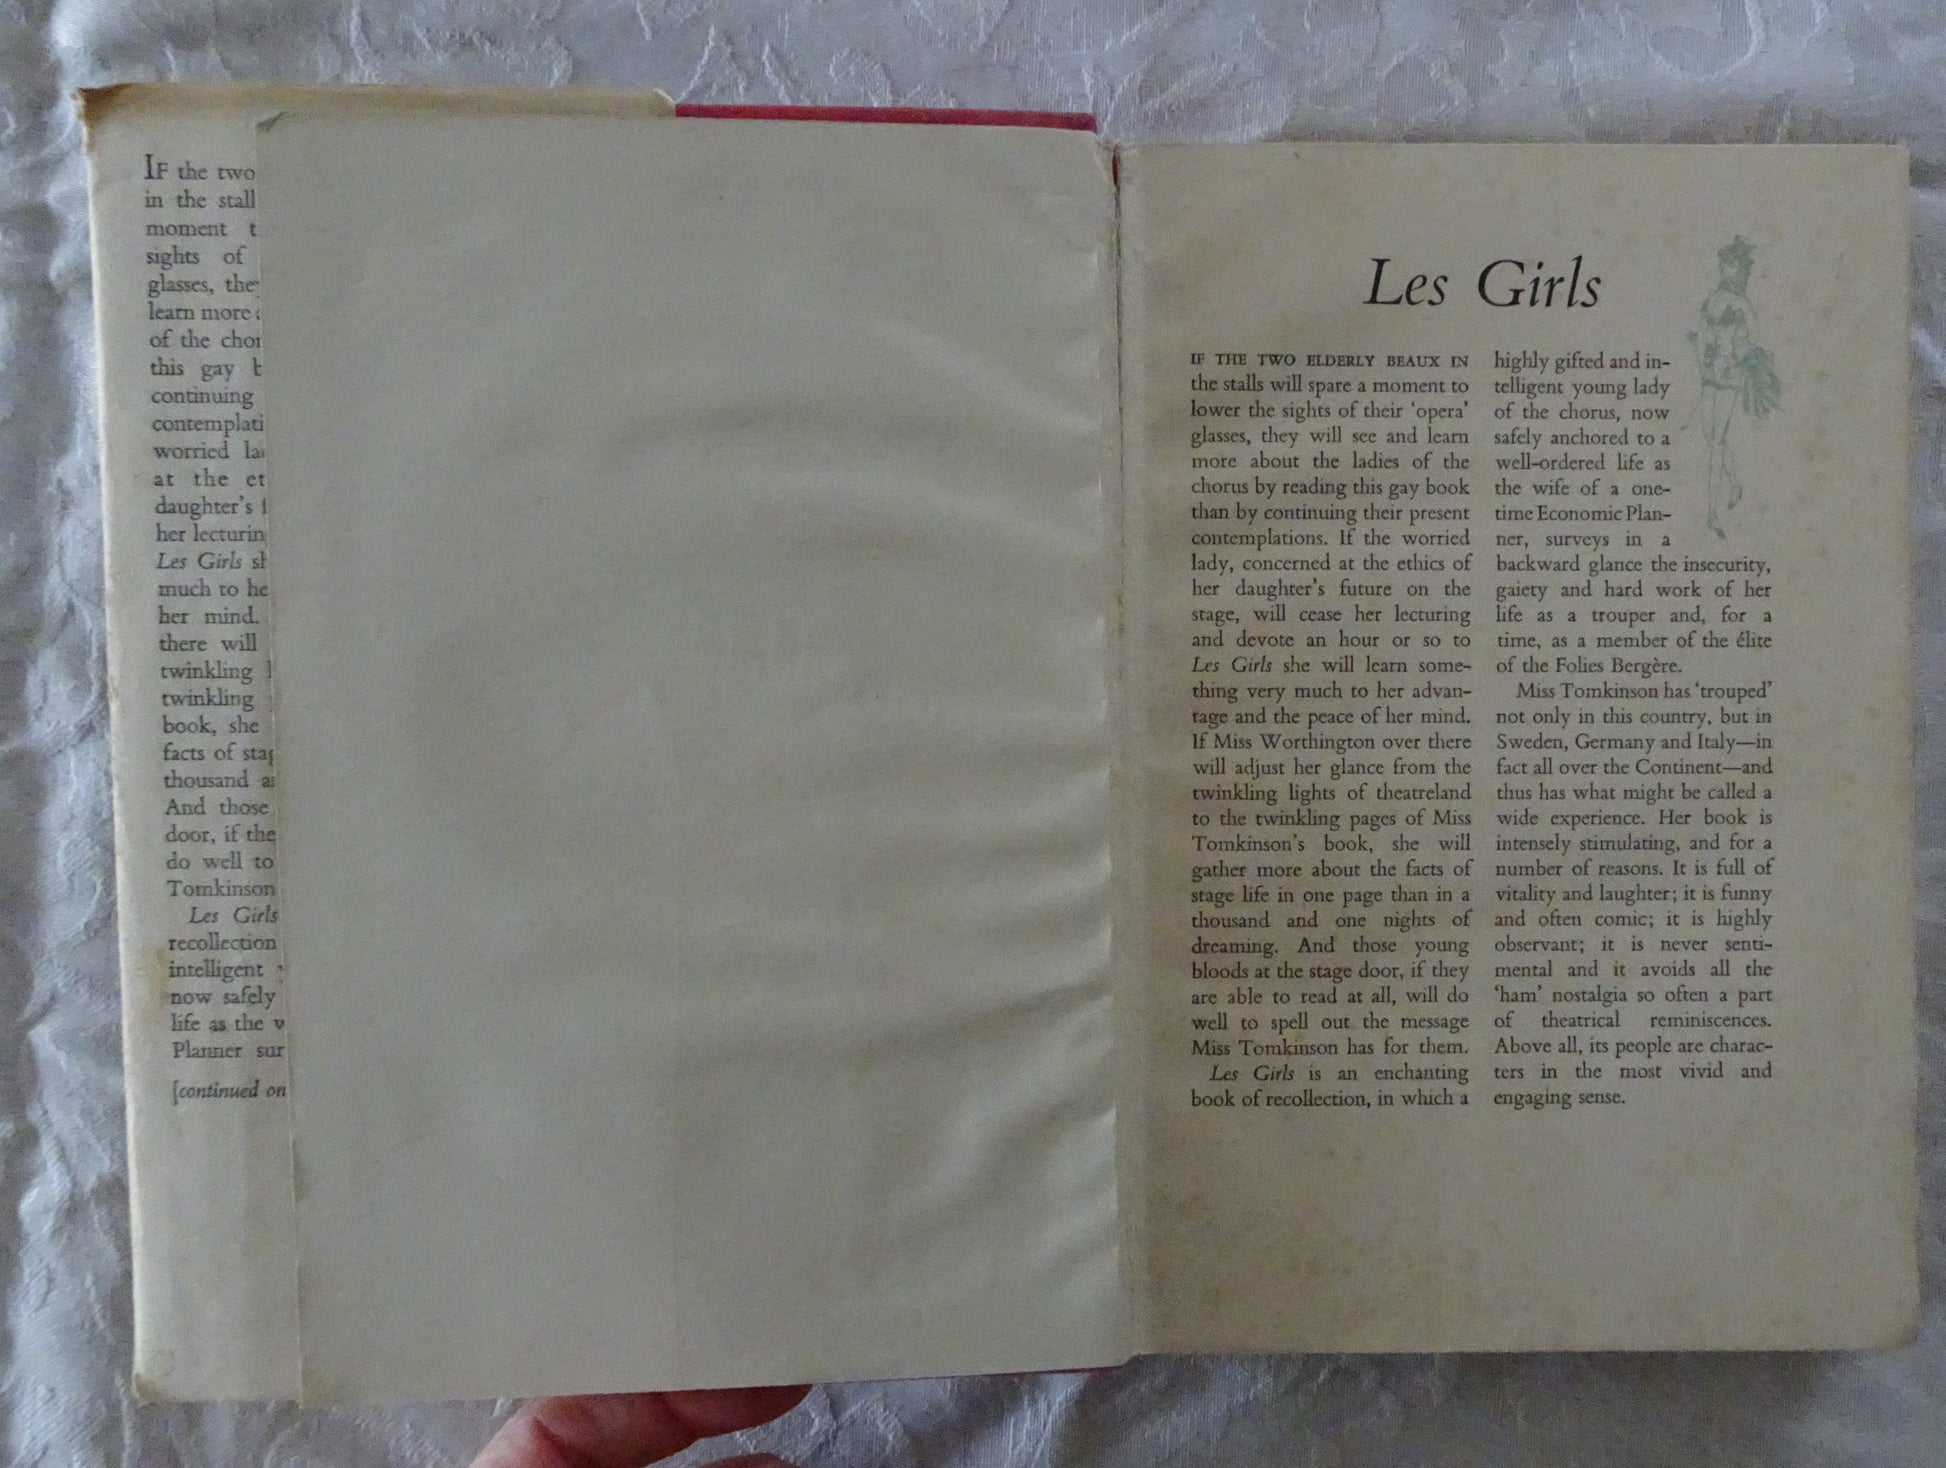 IF the two
in the stall
moment t
sights of
glasses, the
learn more
of the cho
this gay b
continuing
contemplati
worried la
at the et
daughter's f
her lecturin
Les Girls sh
much to he
her mind.
there will
twinkling l
twinkling
book, she
facts of stag
thousand a
And those
door, if the
do well to
Tomkinson
Les Girls
recollection
intelligent
now safely
life as the w
Planner sur
[continued on
Les Girls
IF THE TWO ELDERLY BEAUX IN
the stalls will spare a moment to
lower the sights of their ‘opera’
glasses, they will see and learn
more about the ladies of the
chorus by reading this gay book
than by continuing their present
contemplations. If the worried
lady, concerned at the ethics of
her daughter's future on the
stage, will cease her lecturing
and devote an hour or so to
Les Girls she will learn some-
thing very much to her advan-
tage and the peace of her mind.
If Miss Worthington over there
will adjust her glance from the
twinkling lights of theatreland
to the twinkling pages of Miss
Tomkinson's book, she will
gather more about the facts of
stage life in one page than in a
thousand and one nights of
dreaming. And those young
bloods at the stage door, if they
are able to read at all, will do
well to spell out the message
Miss Tomkinson has for them.
Les Girls is an enchanting
book of recollection, in which a
highly gifted and in-
telligent young lady
of the chorus, now
safely anchored to a
well-ordered life as
the wife of a one-
time Economic Plan-
ner, surveys in a
backward glance the insecurity,
gaiety and hard work of her
life as a trouper and, for a
time, as a member of the élite
of the Folies Bergère.
Miss Tomkinson has ‘trouped’
not only in this country, but in
Sweden, Germany and Italy—in
fact all over the Continent—and
thus has what might be called a
wide experience. Her book is
intensely stimulating, and for a
number of reasons. It is full of
vitality and laughter; it is funny
and often comic; it is highly
observant; it is never senti-
mental and it avoids all the
‘ham’ nostalgia so often a part
of theatrical reminiscences.
Above all, its people are charac-
ters in the most vivid and
engaging sense.